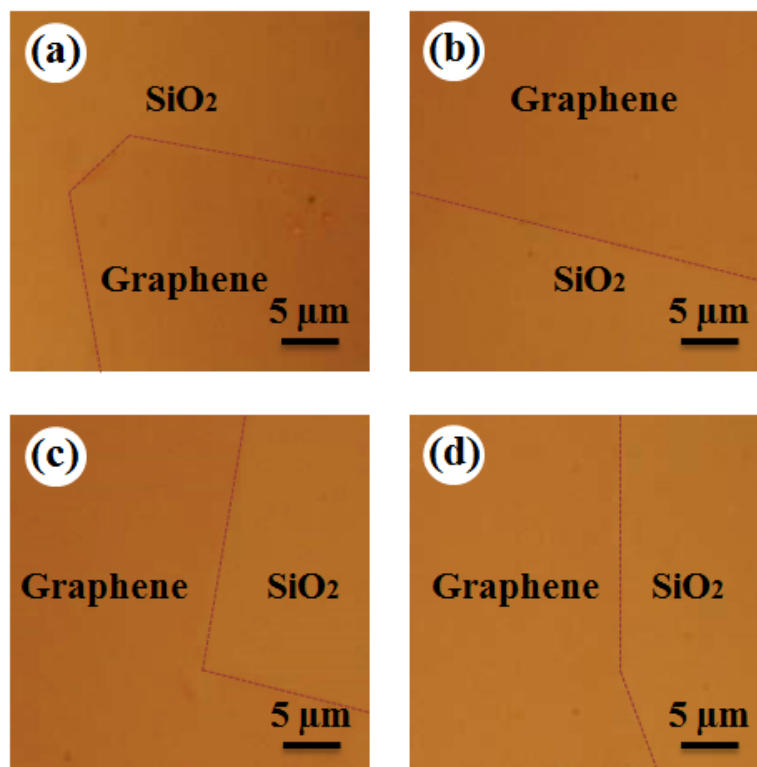 (a)
SiO₂
Graphene
5 μm
(b)
Graphene
SiO₂
5 μm
(c)
Graphene
SiO₂
5 μm
(d)
Graphene
SiO₂
5 μm